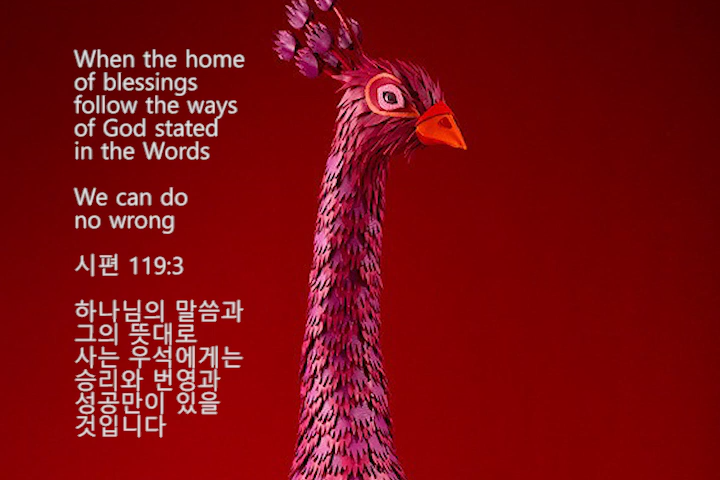 When the home
of blessings
follow the ways
of God stated
in the Words
We can do
no wrong
시편 119:3
하나님의 말씀과
그의 뜻대로
사는 우석에게는
승리와 번영과
성공만이 있을
것입니다